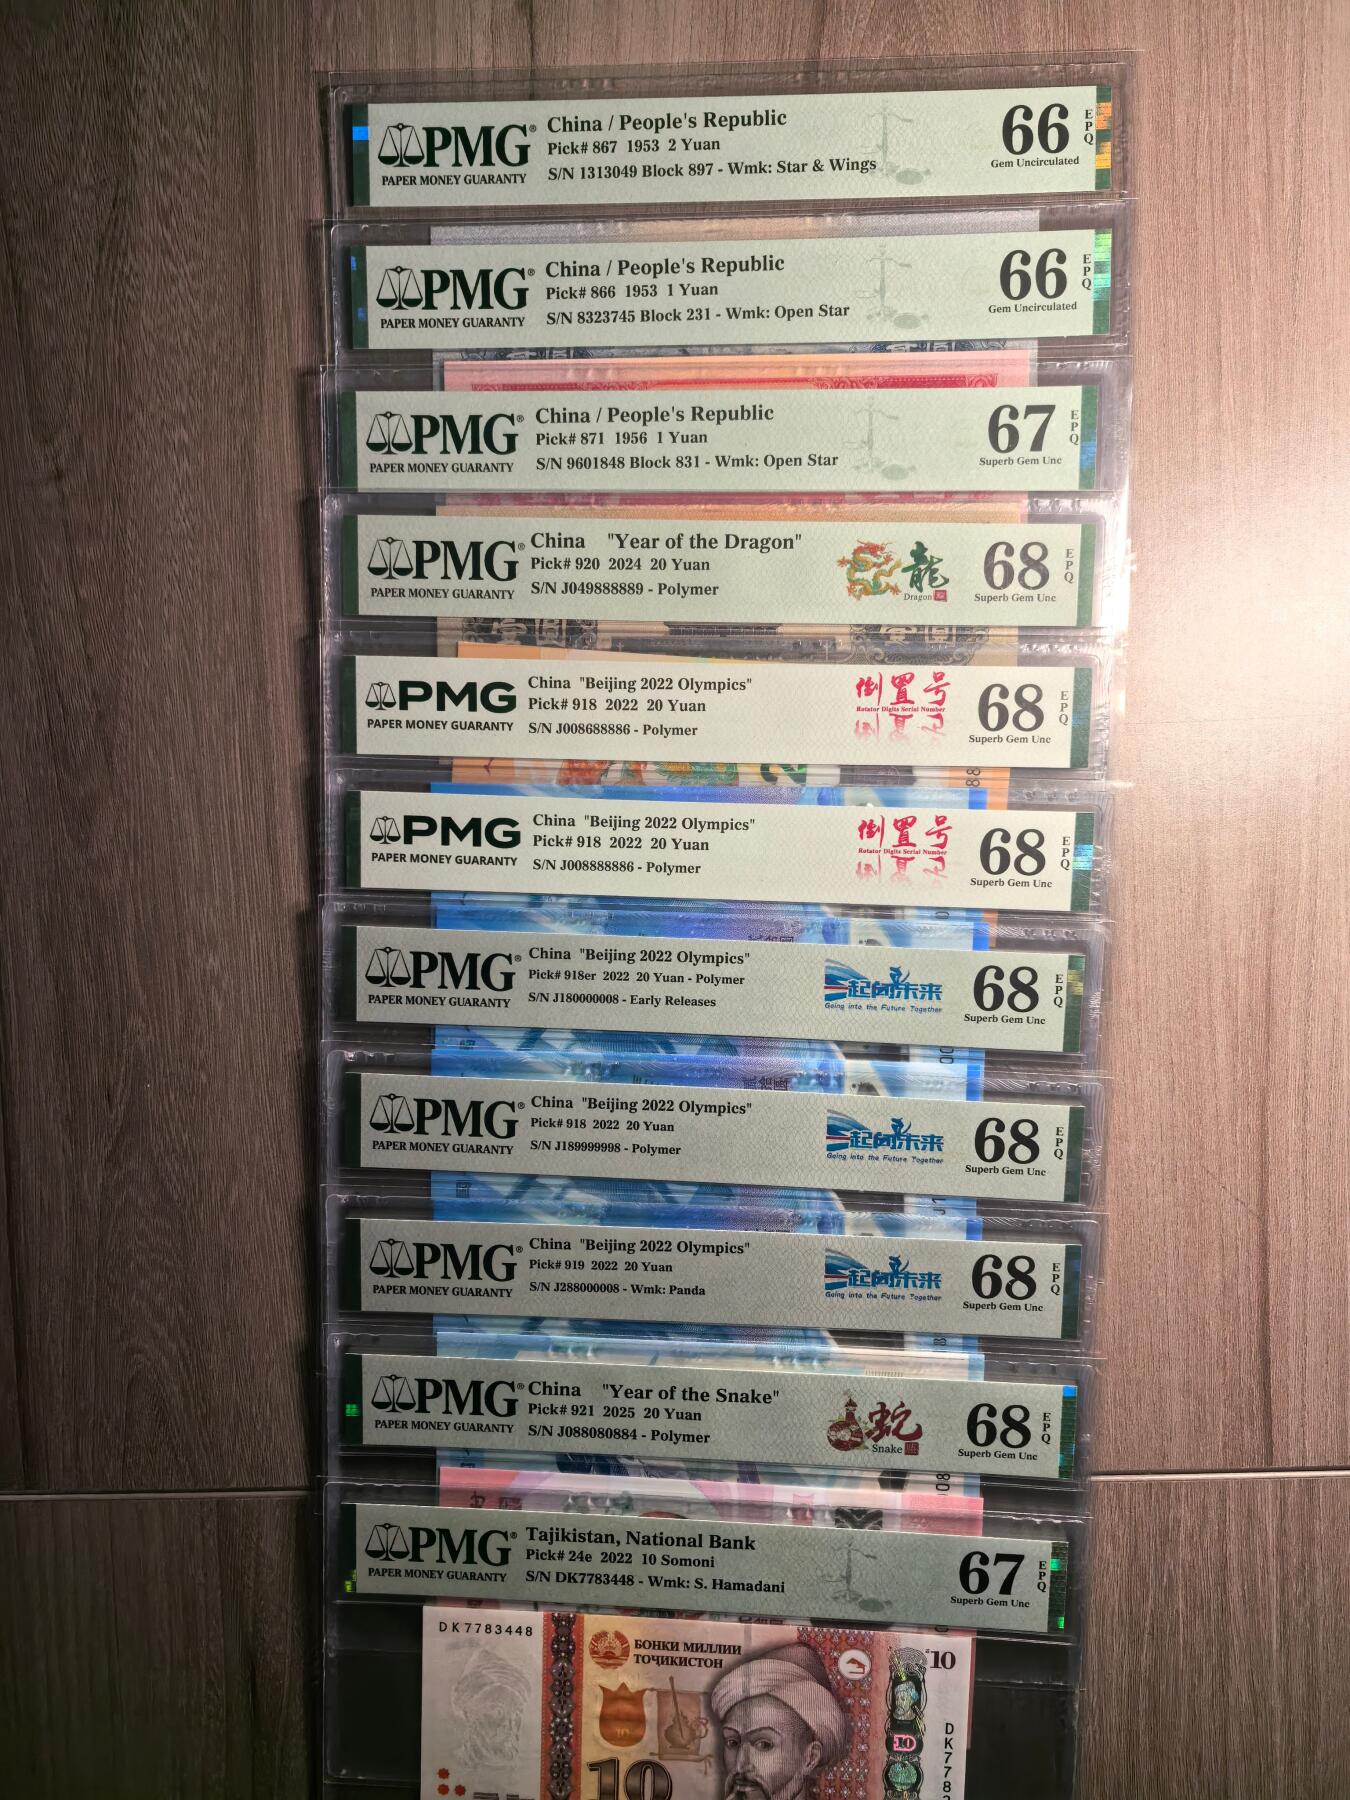 PMG®
PAPER MONEY GUARANTY
China / People's Republic
Pick# 867 1953 2 Yuan
S/N 1313049 Block 897 - Wmk: Star & Wings
66
EPQ
Gem Uncirculated
PMG®
PAPER MONEY GUARANTY
China / People's Republic
Pick# 866 1953 1 Yuan
S/N 8323745 Block 231 - Wmk: Open Star
66
EPQ
Gem Uncirculated
PMG®
PAPER MONEY GUARANTY
China / People's Republic
Pick# 871 1956 1 Yuan
S/N 9601848 Block 831 - Wmk: Open Star
67
EPQ
Superb Gem Unc
PMG®
PAPER MONEY GUARANTY
China "Year of the Dragon"
Pick# 920 2024 20 Yuan
S/N J049888889 - Polymer
龍
Dragon
68
EPQ
Superb Gem Unc
PMG
PAPER MONEY GUARANTY
China "Beijing 2022 Olympics"
Pick# 918 2022 20 Yuan
S/N J008688886 - Polymer
倒置号
Rotator Digits Serial Number
68
EPQ
Superb Gem Unc
PMG
PAPER MONEY GUARANTY
China "Beijing 2022 Olympics"
Pick# 918 2022 20 Yuan
S/N J008888886 - Polymer
倒置号
Rotator Digits Serial Number
68
EPQ
Superb Gem Unc
PMG®
PAPER MONEY GUARANTY
China "Beijing 2022 Olympics"
Pick# 918er 2022 20 Yuan - Polymer
S/N J180000008 - Early Releases
一起向未来
Going into the Future Together
68
EPQ
Superb Gem Unc
PMG®
PAPER MONEY GUARANTY
China "Beijing 2022 Olympics"
Pick# 918 2022 20 Yuan
S/N J189999998 - Polymer
一起向未来
Going into the Future Together
68
EPQ
Superb Gem Unc
PMG®
PAPER MONEY GUARANTY
China "Beijing 2022 Olympics"
Pick# 919 2022 20 Yuan
S/N J288000008 - Wmk: Panda
一起向未来
Going into the Future Together
68
EPQ
Superb Gem Unc
PMG®
PAPER MONEY GUARANTY
China "Year of the Snake"
Pick# 921 2025 20 Yuan
S/N J088080884 - Polymer
蛇
Snake
68
EPQ
Superb Gem Unc
PMG®
PAPER MONEY GUARANTY
Tajikistan, National Bank
Pick# 24e 2022 10 Somoni
S/N DK7783448 - Wmk: S. Hamadani
67
EPQ
Superb Gem Unc
DK7783448
БОНКИ МИЛЛИИ
ТОҶИКИСТОН
10
10
10
DK7783